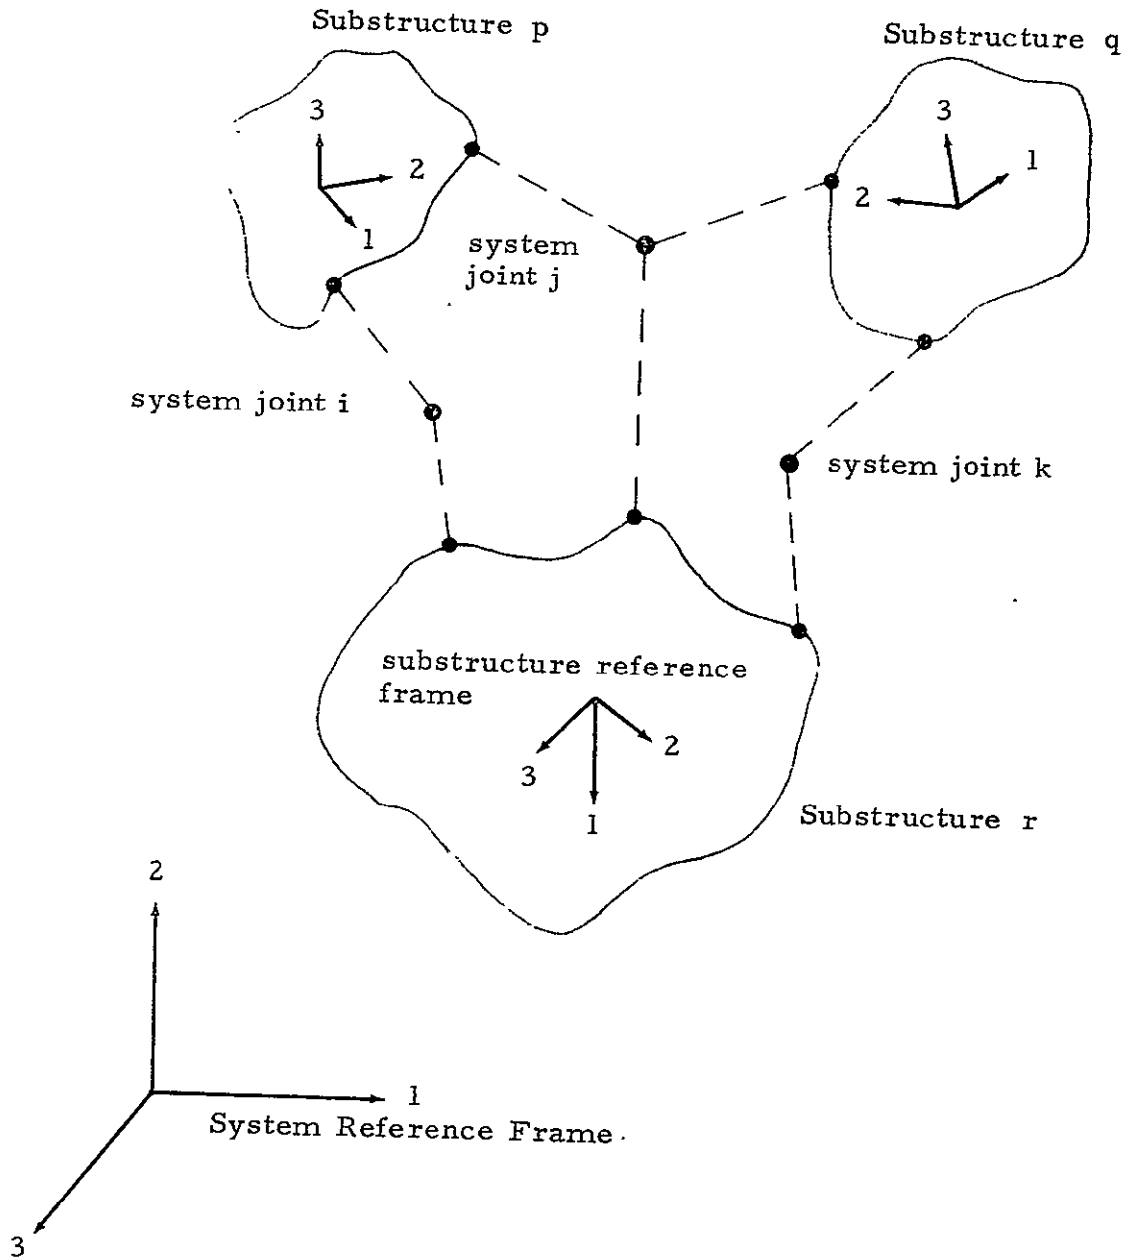 Substructure p
Substructure q
3
2
1
3
1
2
system
joint j
system joint i
system joint k
substructure reference
frame
3
2
1
Substructure r
2
1
System Reference Frame
3